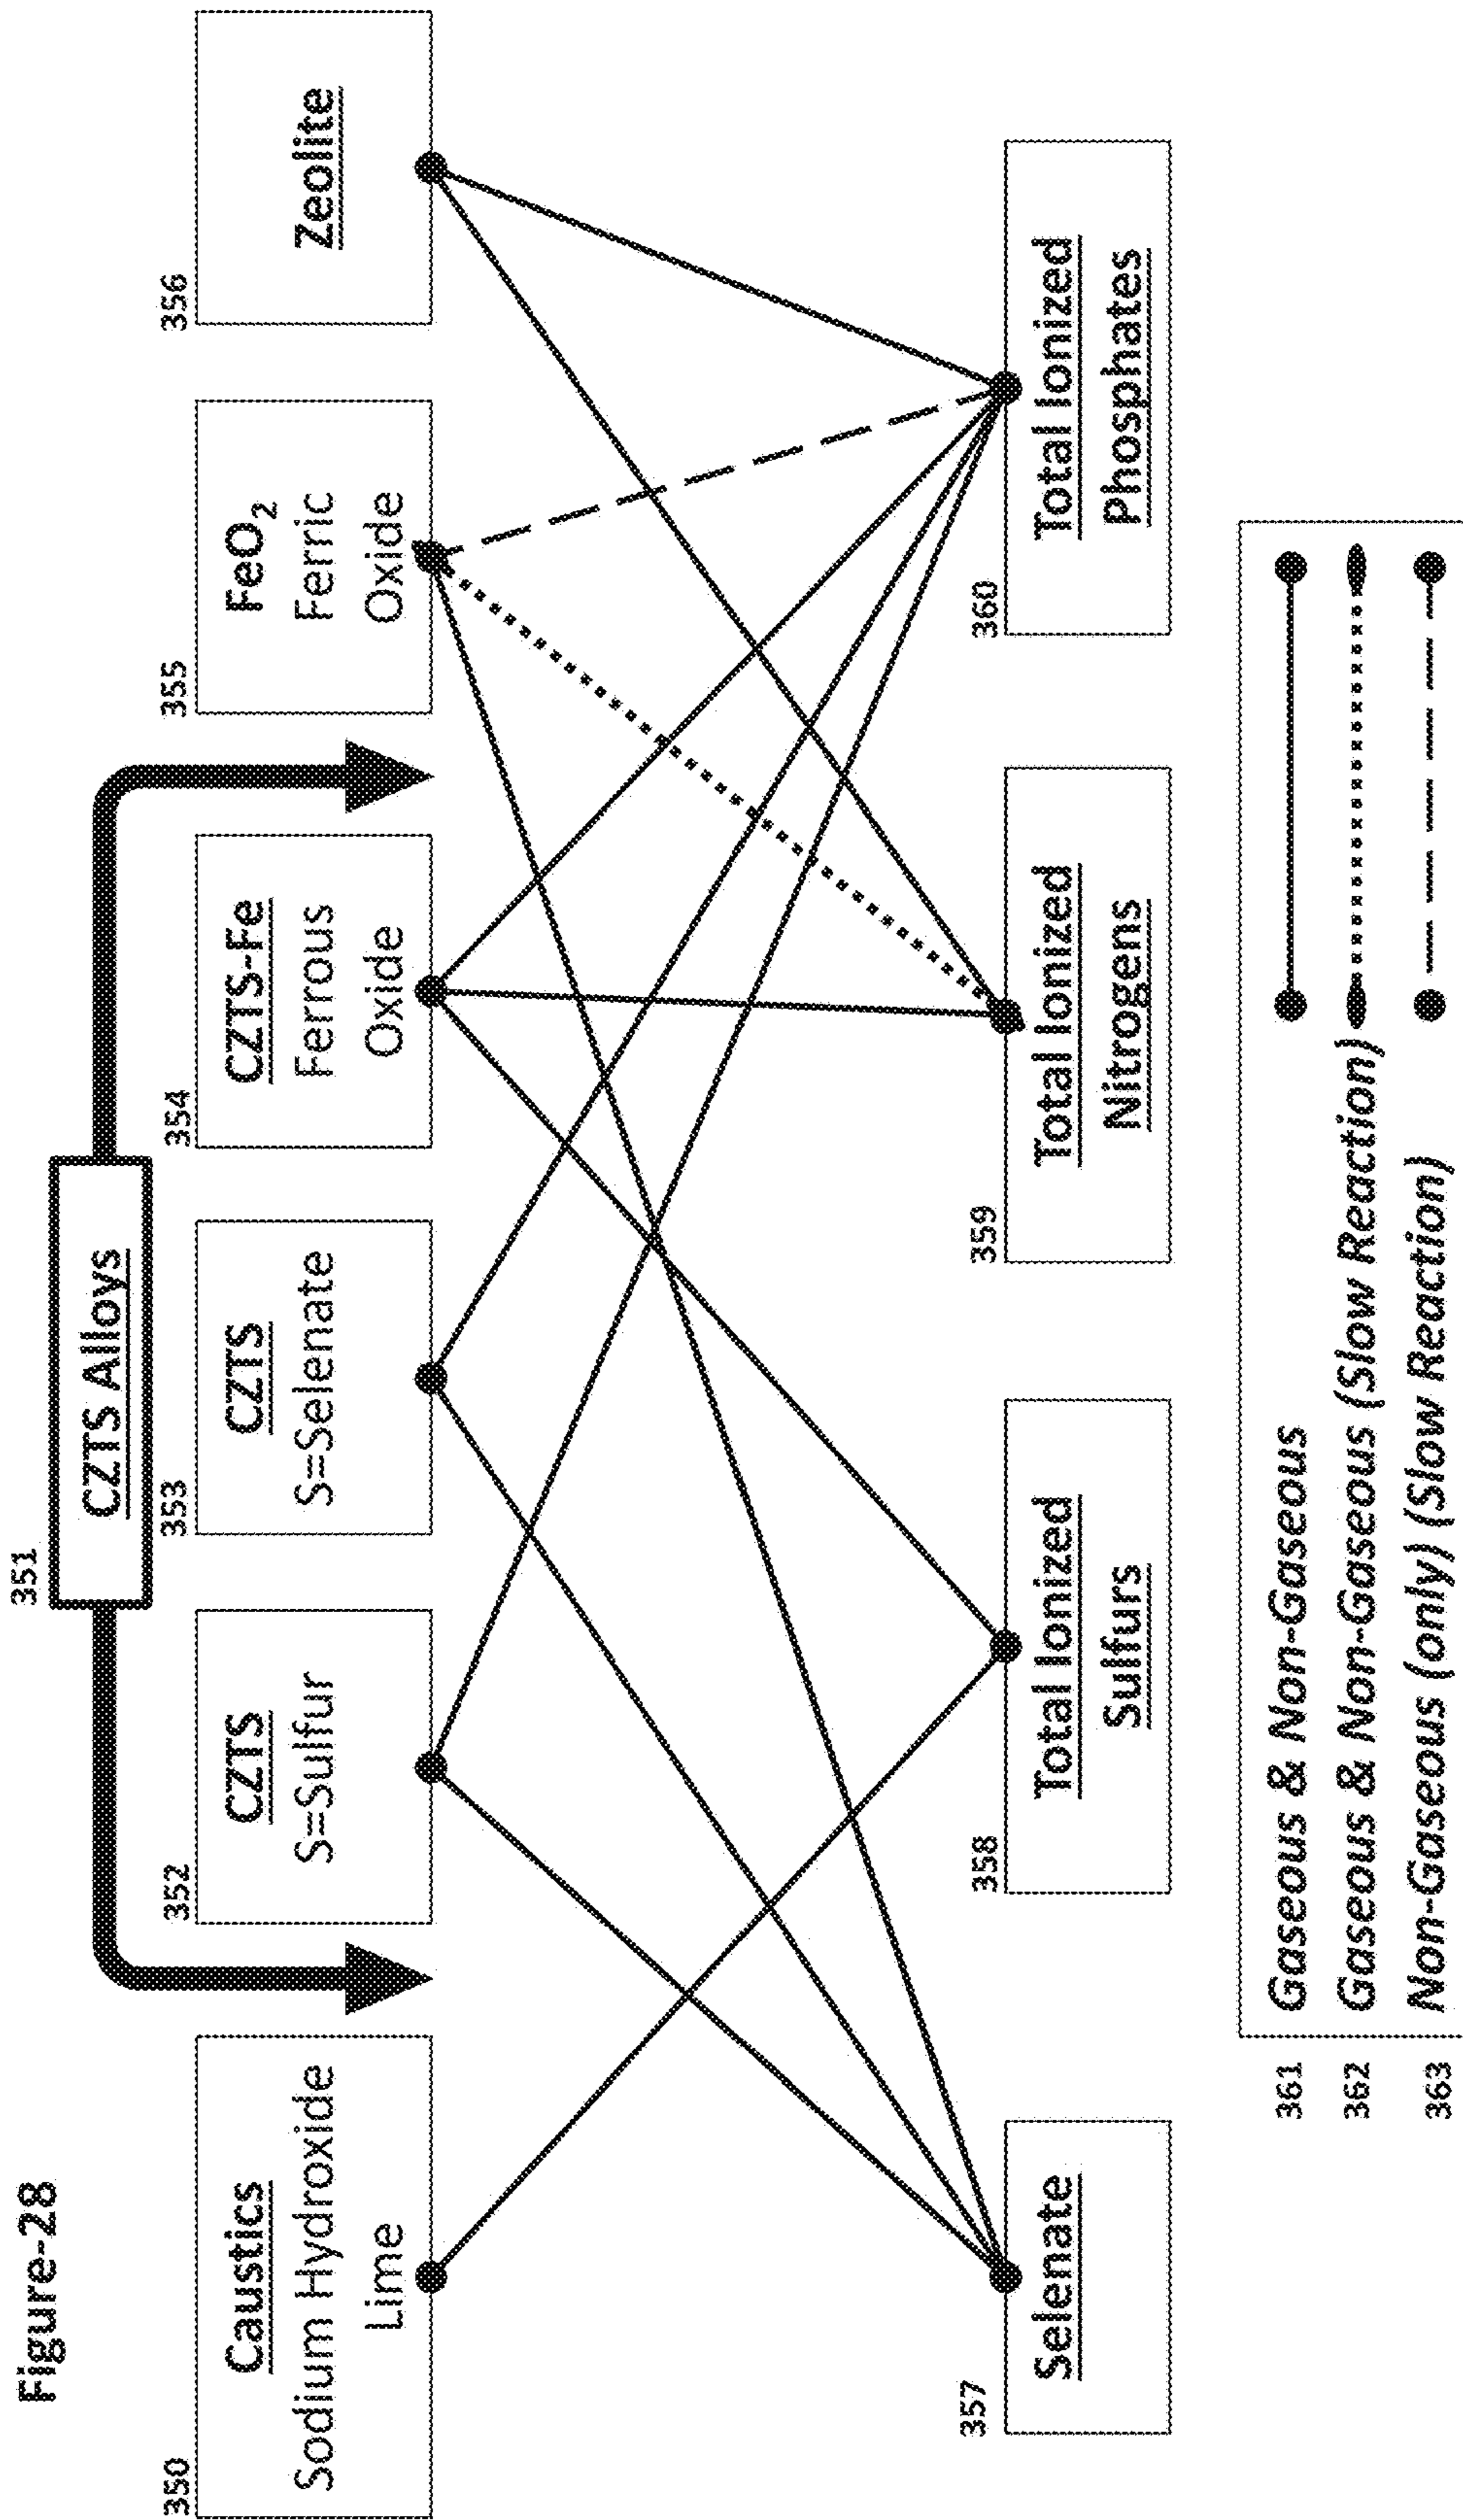 Figure-28
351
CZTS Alloys
350
Caustics
Sodium Hydroxide
Lime
352
CZTS
S=Sulfur
353
CZTS
S=Selenate
354
CZTS-Fe
Ferrous
Oxide
355
FeO₂
Ferric
Oxide
356
Zeolite
357
Selenate
358
Total Ionized
Sulfurs
359
Total Ionized
Nitrogens
360
Total Ionized
Phosphates
361 Gaseous & Non-Gaseous
362 Gaseous & Non-Gaseous (Slow Reaction)
363 Non-Gaseous (only) (Slow Reaction)